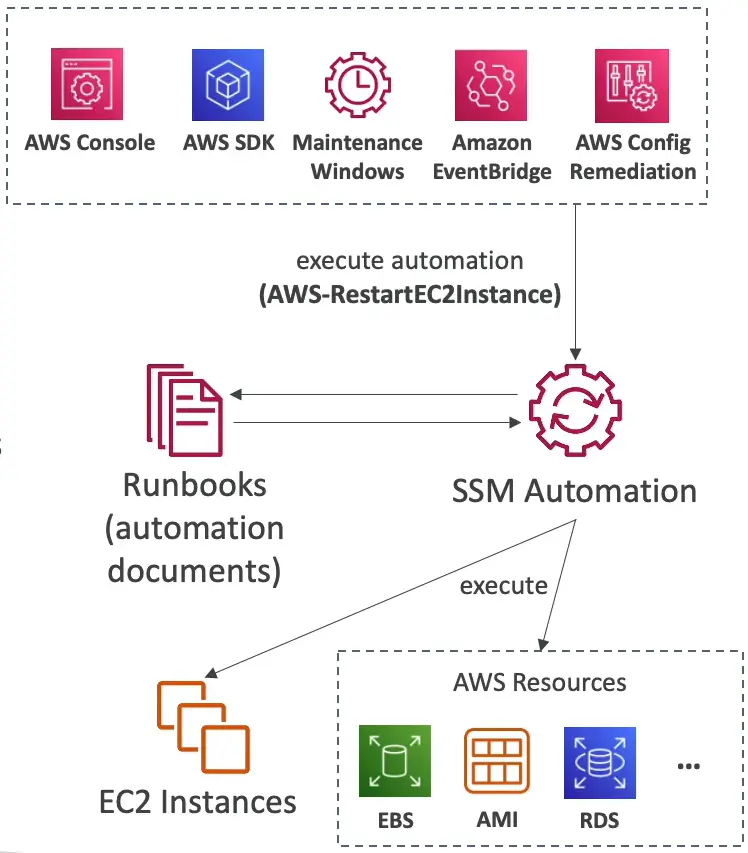 AWS Console
AWS SDK
Maintenance
Windows
Amazon
EventBridge
AWS Config
Remediation
execute automation
(AWS-RestartEC2Instance)
Runbooks
(automation
documents)
SSM Automation
execute
AWS Resources
EC2 Instances
EBS
AMI
RDS
...